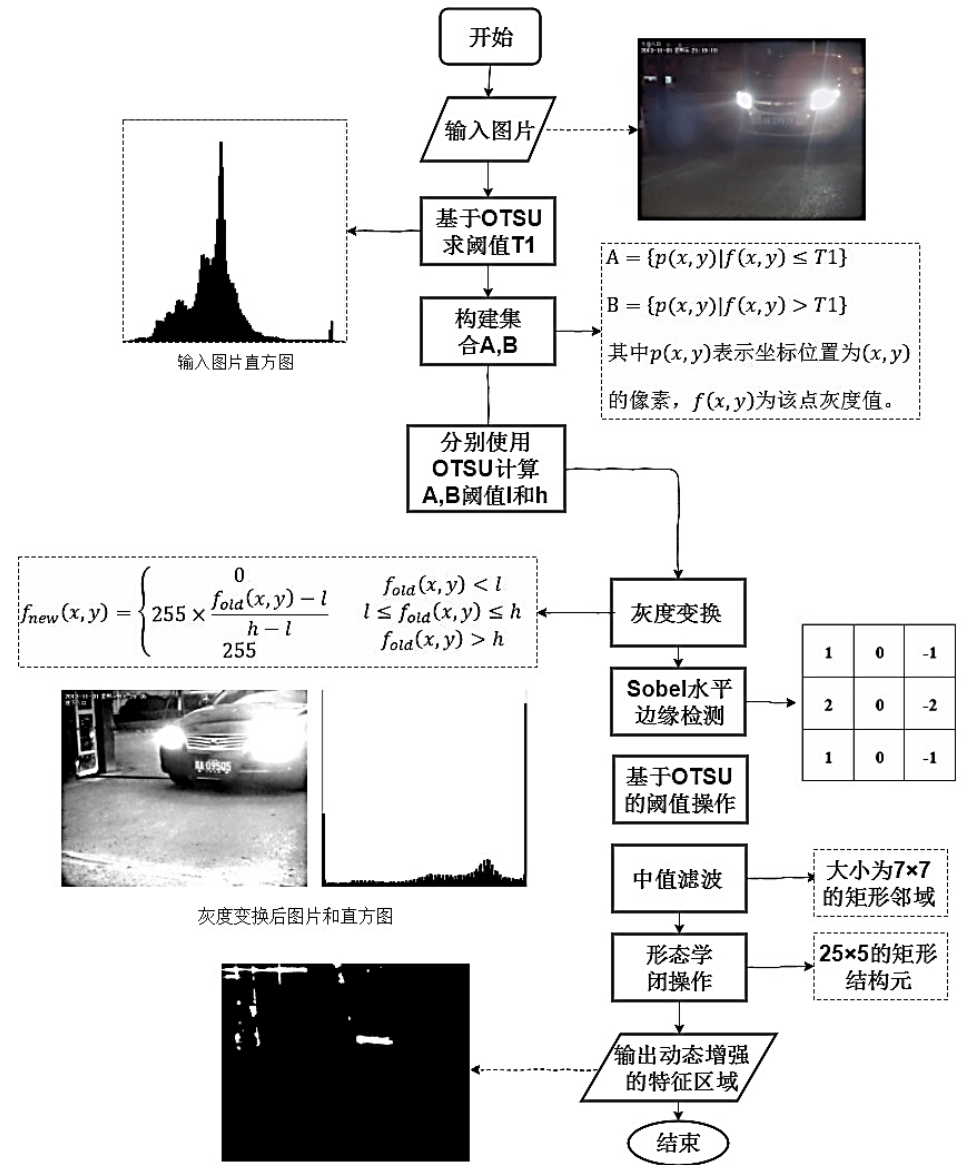 开始
输入图片
基于OTSU
求阈值T1
输入图片直方图
构建集
合A,B
A = {p(x,y)|f(x,y) ≤ T1}
B = {p(x,y)|f(x,y) > T1}
其中p(x,y)表示坐标位置为(x,y)
的像素，f(x,y)为该点灰度值。
分别使用
OTSU计算
A,B阈值l和h
灰度变换
f_new(x,y) = { 0 f_old(x,y) < l
255 × (f_old(x,y) − l)/(h − l) l ≤ f_old(x,y) ≤ h
255 f_old(x,y) > h
Sobel水平
边缘检测
1 0 -1
2 0 -2
1 0 -1
基于OTSU
的阈值操作
灰度变换后图片和直方图
中值滤波
大小为7×7
的矩形邻域
形态学
闭操作
25×5的矩形
结构元
输出动态增强
的特征区域
结束